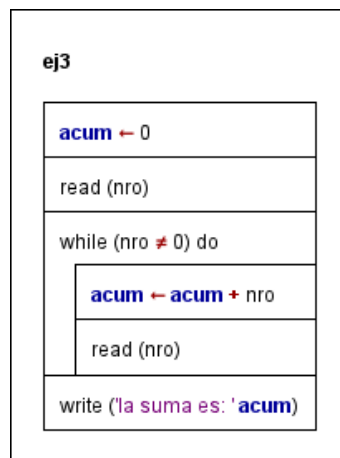 ej3
acum ← 0
read (nro)
while (nro ≠ 0) do
acum ← acum + nro
read (nro)
write ('la suma es: 'acum)